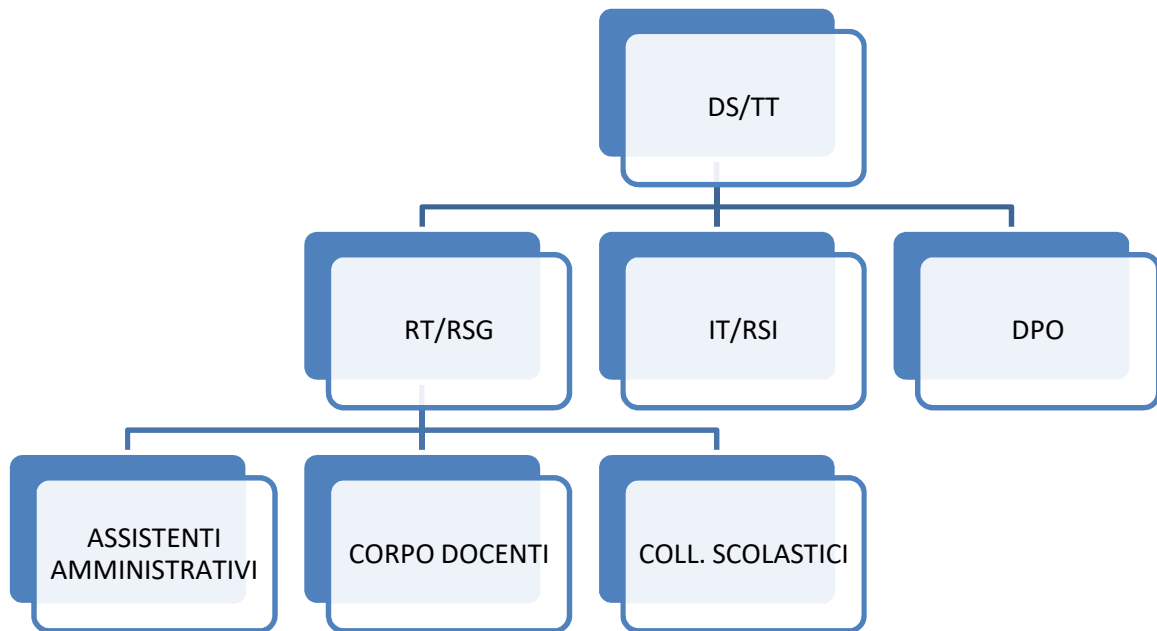 DS/TT
RT/RSG
IT/RSI
DPO
ASSISTENTI
AMMINISTRATIVI
CORPO DOCENTI
COLL. SCOLASTICI